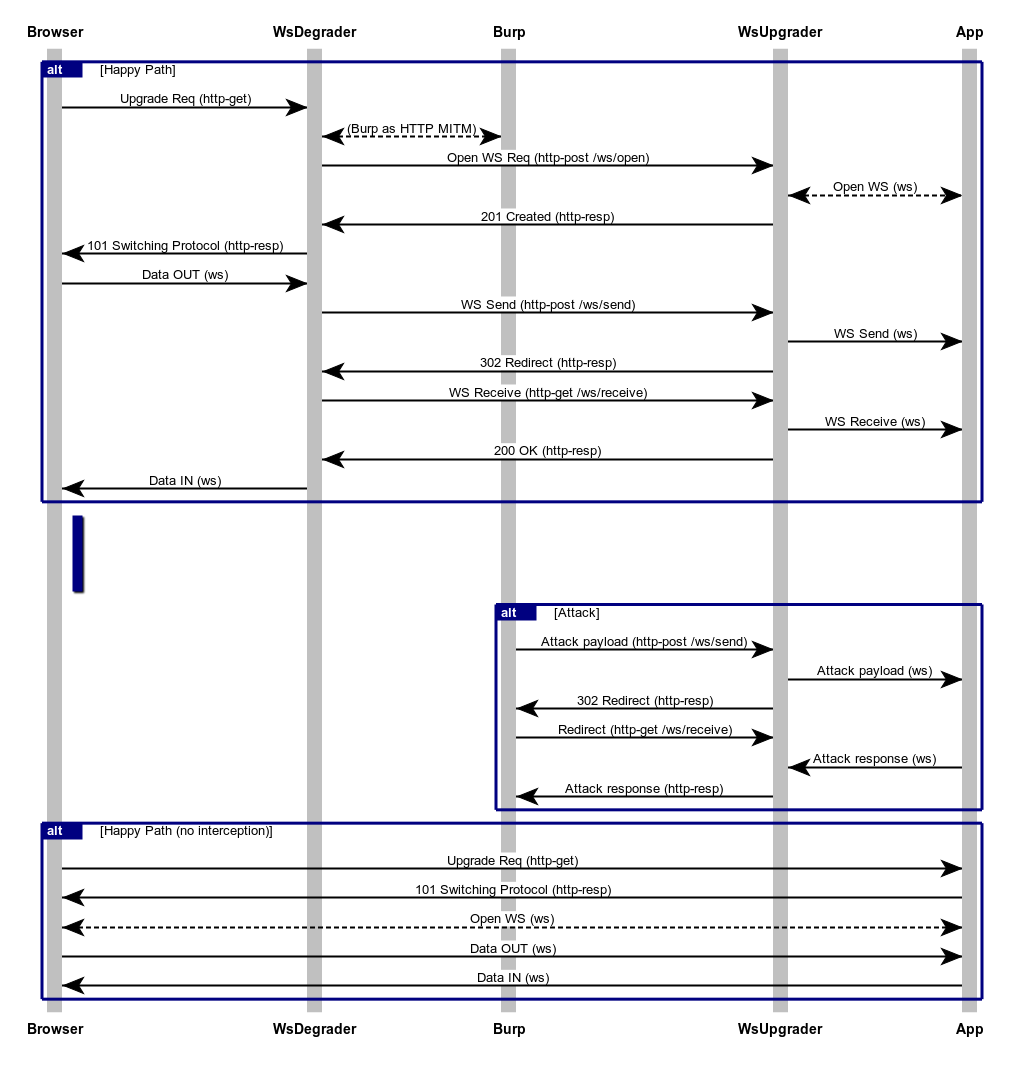 Browser WsDegrader Burp WsUpgrader App
alt [Happy Path]
Upgrade Req (http-get)
(Burp as HTTP MITM)
Open WS Req (http-post /ws/open)
Open WS (ws)
201 Created (http-resp)
101 Switching Protocol (http-resp)
Data OUT (ws)
WS Send (http-post /ws/send)
WS Send (ws)
302 Redirect (http-resp)
WS Receive (http-get /ws/receive)
WS Receive (ws)
200 OK (http-resp)
Data IN (ws)
alt [Attack]
Attack payload (http-post /ws/send)
Attack payload (ws)
302 Redirect (http-resp)
Redirect (http-get /ws/receive)
Attack response (ws)
Attack response (http-resp)
alt [Happy Path (no interception)]
Upgrade Req (http-get)
101 Switching Protocol (http-resp)
Open WS (ws)
Data OUT (ws)
Data IN (ws)
Browser WsDegrader Burp WsUpgrader App